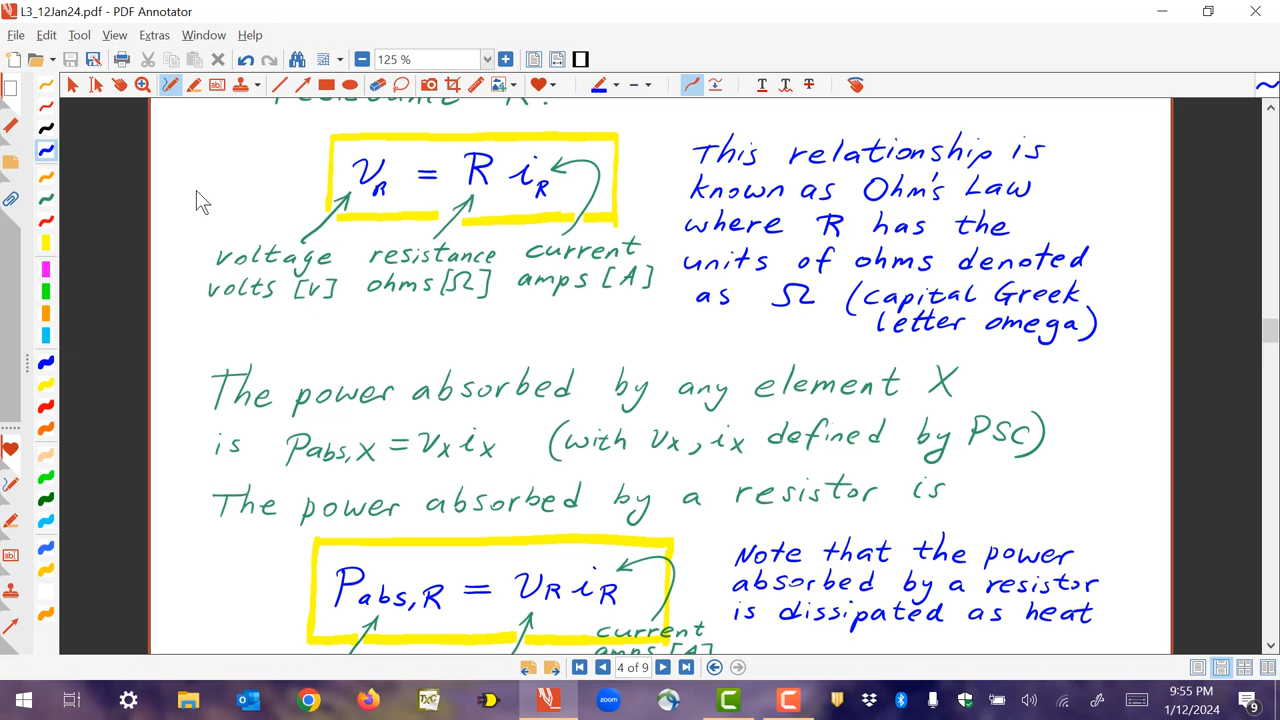 L3_12Jan24.pdf - PDF Annotator
File Edit Tool View Extras Window Help
125 %
resistance R:
v_R = R i_R
voltage resistance current
volts [v] ohms [Ω] amps [A]
This relationship is
known as Ohm's Law
where R has the
units of ohms denoted
as Ω (capital Greek
letter omega)
The power absorbed by any element X
is Pabs,X = vx ix (with vx, ix defined by PSC)
The power absorbed by a resistor is
Pabs,R = vR iR
current
amps [A]
Note that the power
absorbed by a resistor
is dissipated as heat
4 of 9
9:55 PM
1/12/2024